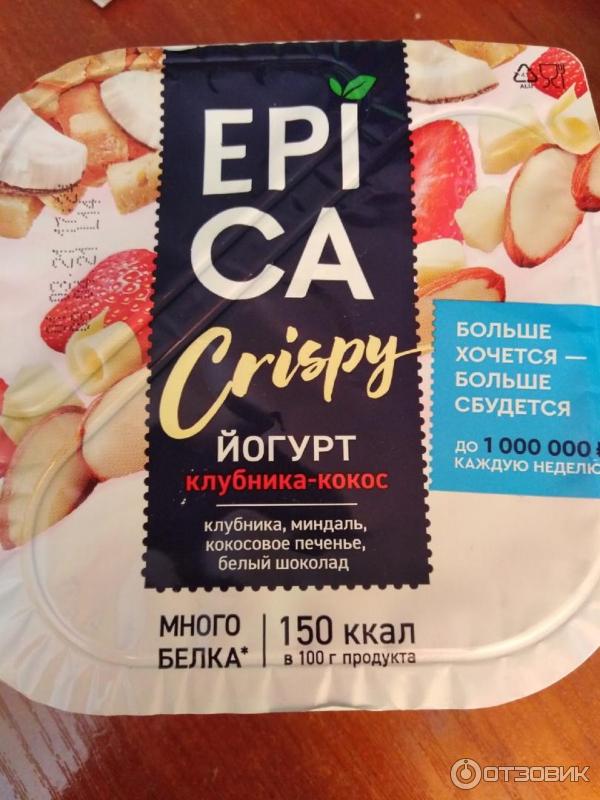 EPI
CA
Crispy
ЙОГУРТ
клубника-кокос
клубника, миндаль,
кокосовое печенье,
белый шоколад
МНОГО
БЕЛКА*
150 ккал
в 100 г продукта
БОЛЬШЕ
ХОЧЕТСЯ —
БОЛЬШЕ
СБУДЕТСЯ
ДО 1 000 000 ₽
КАЖДУЮ НЕДЕЛЮ
ОТЗОВИК